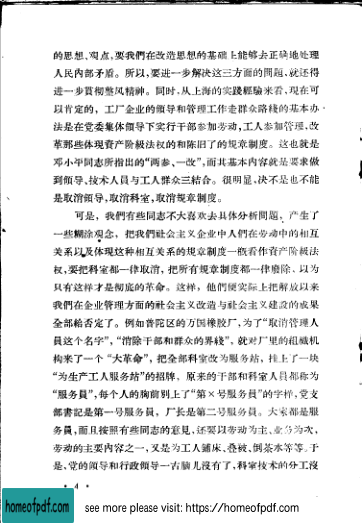 的思想、观点,要我們在改造思想的基础上能够去正确地处理
人民内部矛盾。所以,要进一步解决这三方面的問題,就还得
进一步貫彻整风精神。同时,从上海的实践經驗来看,現在可
以肯定的,工厂企业的領导和管理工作走群众路綫的基本办
法是在党委集体領导下实行干部参加劳动,工人参加管理,改
革那些体現資产阶級法权的和陈旧了的規章制度。这也就是
邓小平同志所指出的“两参、一改”,而其基本内容就是要求做
到領导、技术人員与工人群众三結合。很明显,决不是也不能
是取消領导,取消科室,取消規章制度。
可是,我們有些同志不大喜欢去具体分析問題,产生了
一些糊涂观念,把我們社会主义企业中人們在劳动中的相互
关系以及体現这种相互关系的規章制度一概看作資产阶級法
权,要把科室都一律取消,把所有規章制度都一律廢除,以为
只有这样才是彻底的革命。这样,他們便实际上把解放以来
我們在企业管理方面的社会主义改造与社会主义建設的成果
全部給否定了。例如普陀区的万国橡胶厂,为了“取消管理人
員这个名字”,“消除干部和群众的界綫”,就对厂里的組織机
构来了一个“大革命”,把全部科室改为服务站,挂上了一块
“为生产工人服务站”的招牌。原来的干部和科室人員都称为
“服务員”,每个人的胸前別上了“第×号服务員”的字样,党支
部書記是第一号服务員,厂长是第二号服务員。大家都是服
务員,而且按照有些同志的意見,还要以劳动为主、业务为次,
劳动的主要内容之一,又是为工人鋪床、叠被、倒茶水等等。于
是,党的領导和行政領导一古脑儿沒有了,科室技术的分工沒
• 4 •
homeofpdf.com
see more please visit: https://homeofpdf.com